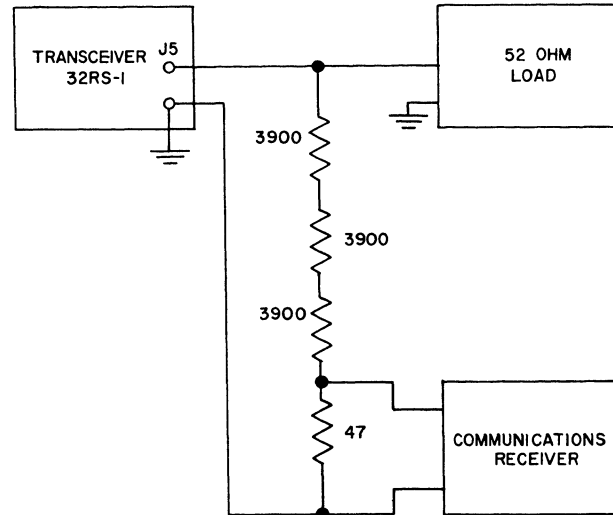 TRANSCEIVER
32RS-1
J5
52 OHM
LOAD
3900
3900
3900
47
COMMUNICATIONS
RECEIVER